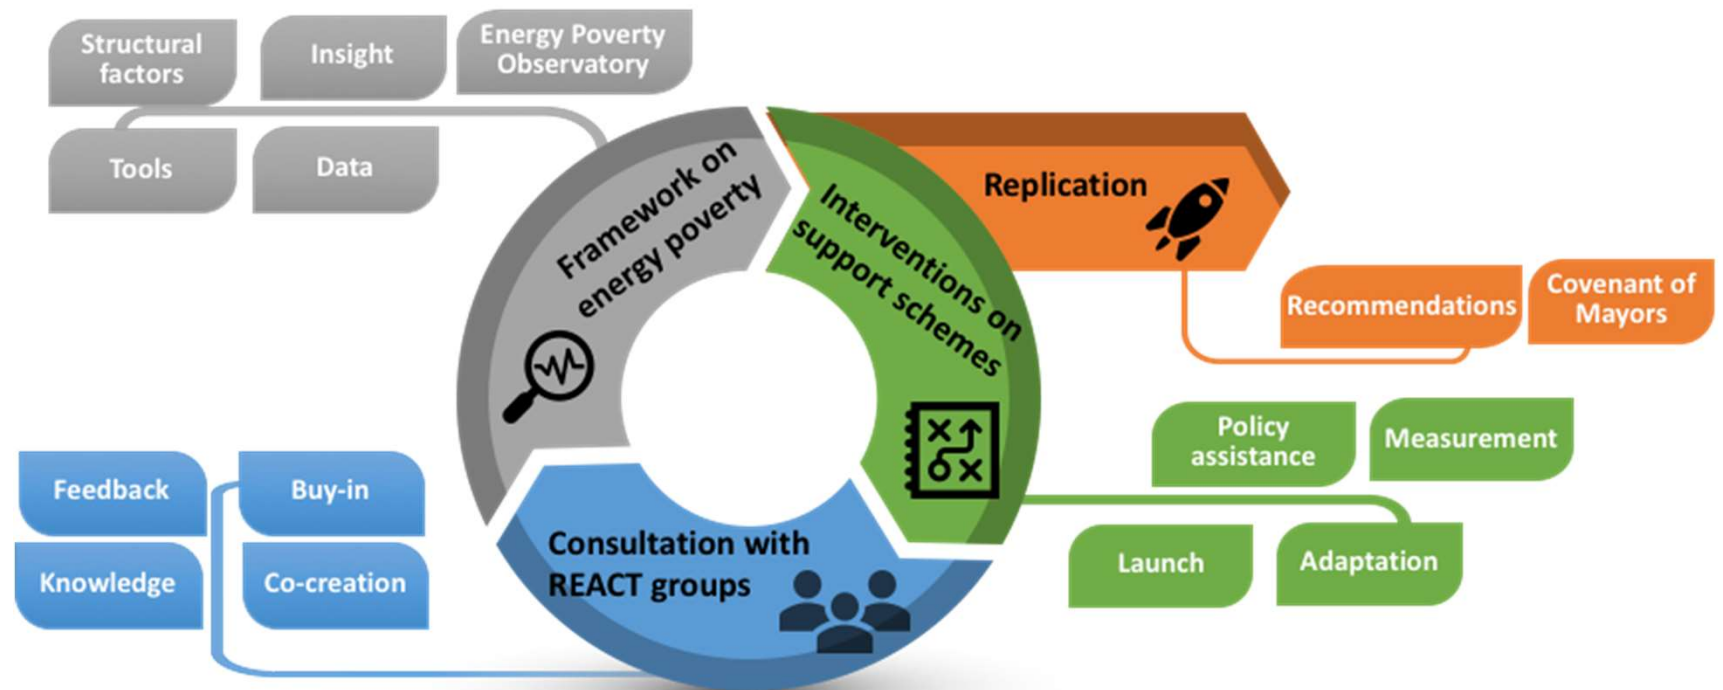 Structural
factors
Insight
Energy Poverty
Observatory
Tools
Data
Framework on
energy poverty
Interventions on
support schemes
Replication
Recommendations
Covenant of
Mayors
Policy
assistance
Measurement
Launch
Adaptation
Consultation with
REACT groups
Feedback
Buy-in
Knowledge
Co-creation